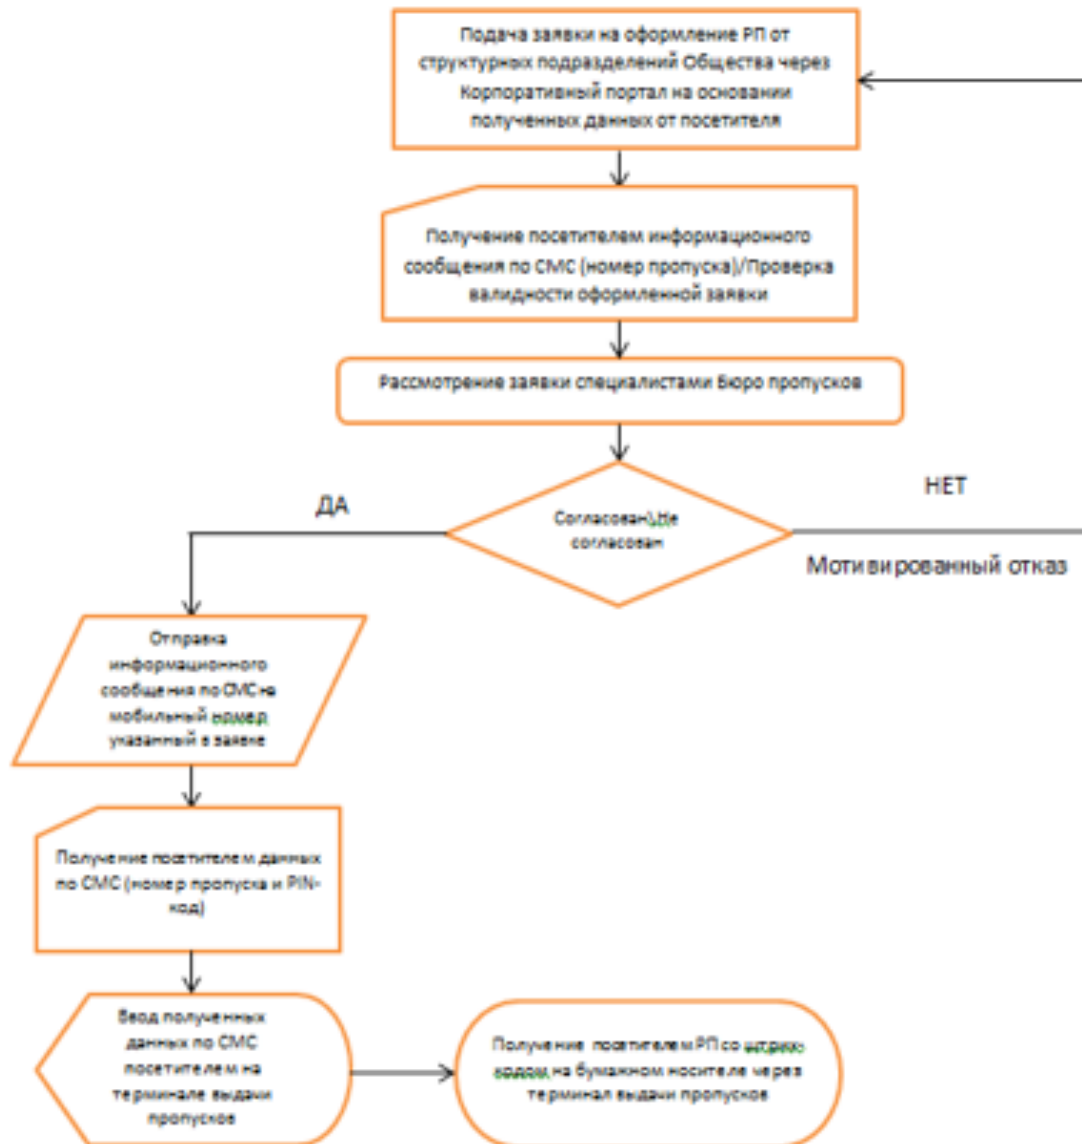 Подача заявки на оформление РП от
структурных подразделений Общества через
Корпоративный портал на основании
полученных данных от посетителя
Получение посетителем информационного
сообщения по СМС (номер пропуска)/Проверка
валидности оформленной заявки
Рассмотрение заявки специалистами Бюро пропусков
ДА
НЕТ
Согласован\Не
согласован
Мотивированный отказ
Отправка
информационного
сообщения по СМС на
мобильный номер
указанный в заявке
Получение посетителем данных
по СМС (номер пропуска и PIN-
код)
Ввод полученных
данных по СМС
посетителем на
терминале выдачи
пропусков
Получение посетителем РП со штрих-
кодом на бумажном носителе через
терминал выдачи пропусков